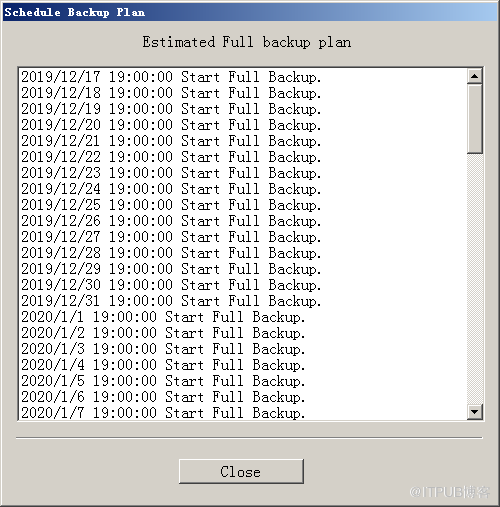 Schedule Backup Plan
Estimated Full backup plan
2019/12/17 19:00:00 Start Full Backup.
2019/12/18 19:00:00 Start Full Backup.
2019/12/19 19:00:00 Start Full Backup.
2019/12/20 19:00:00 Start Full Backup.
2019/12/21 19:00:00 Start Full Backup.
2019/12/22 19:00:00 Start Full Backup.
2019/12/23 19:00:00 Start Full Backup.
2019/12/24 19:00:00 Start Full Backup.
2019/12/25 19:00:00 Start Full Backup.
2019/12/26 19:00:00 Start Full Backup.
2019/12/27 19:00:00 Start Full Backup.
2019/12/28 19:00:00 Start Full Backup.
2019/12/29 19:00:00 Start Full Backup.
2019/12/30 19:00:00 Start Full Backup.
2019/12/31 19:00:00 Start Full Backup.
2020/1/1 19:00:00 Start Full Backup.
2020/1/2 19:00:00 Start Full Backup.
2020/1/3 19:00:00 Start Full Backup.
2020/1/4 19:00:00 Start Full Backup.
2020/1/5 19:00:00 Start Full Backup.
2020/1/6 19:00:00 Start Full Backup.
2020/1/7 19:00:00 Start Full Backup.
Close
@ITPUB博客